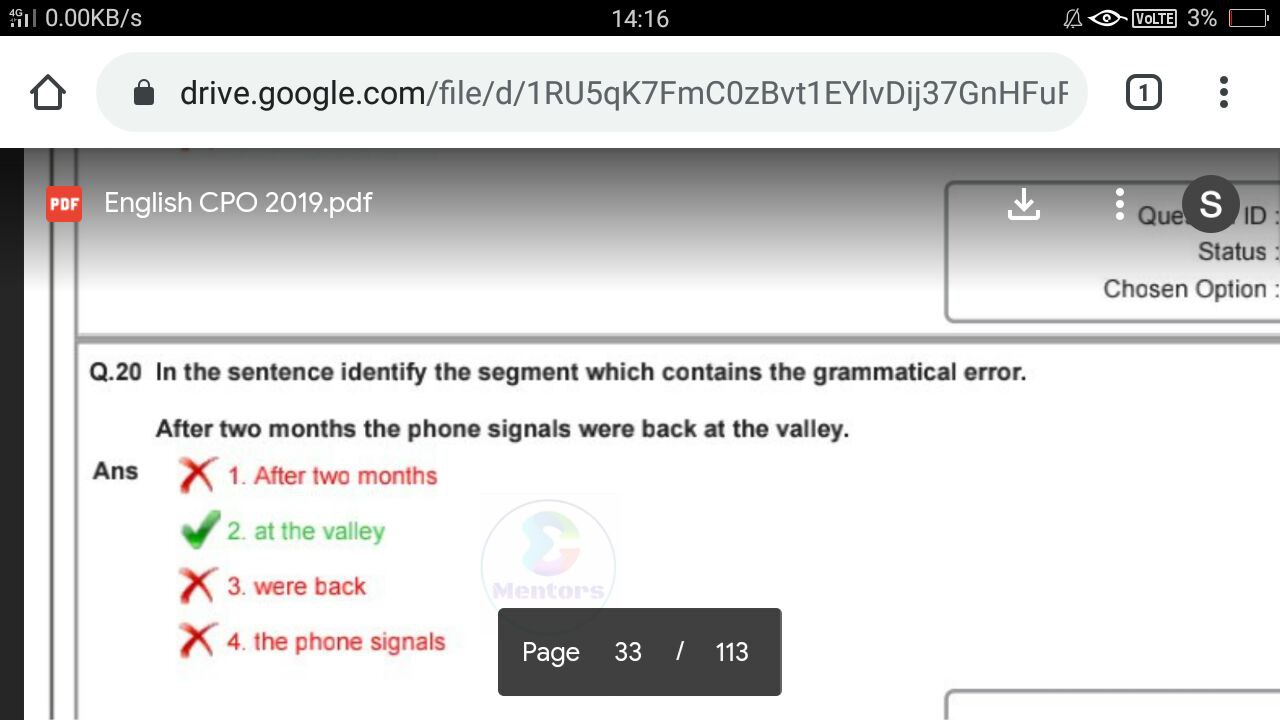 4G 0.00KB/s 14:16 VoLTE 3%
drive.google.com/file/d/1RU5qK7FmC0zBvt1EYlvDij37GnHFuF 1
PDF English CPO 2019.pdf S
ID :
Status :
Chosen Option :
Q.20 In the sentence identify the segment which contains the grammatical error.
After two months the phone signals were back at the valley.
Ans 1. After two months
2. at the valley
3. were back
4. the phone signals
Mentors
Page 33 / 113